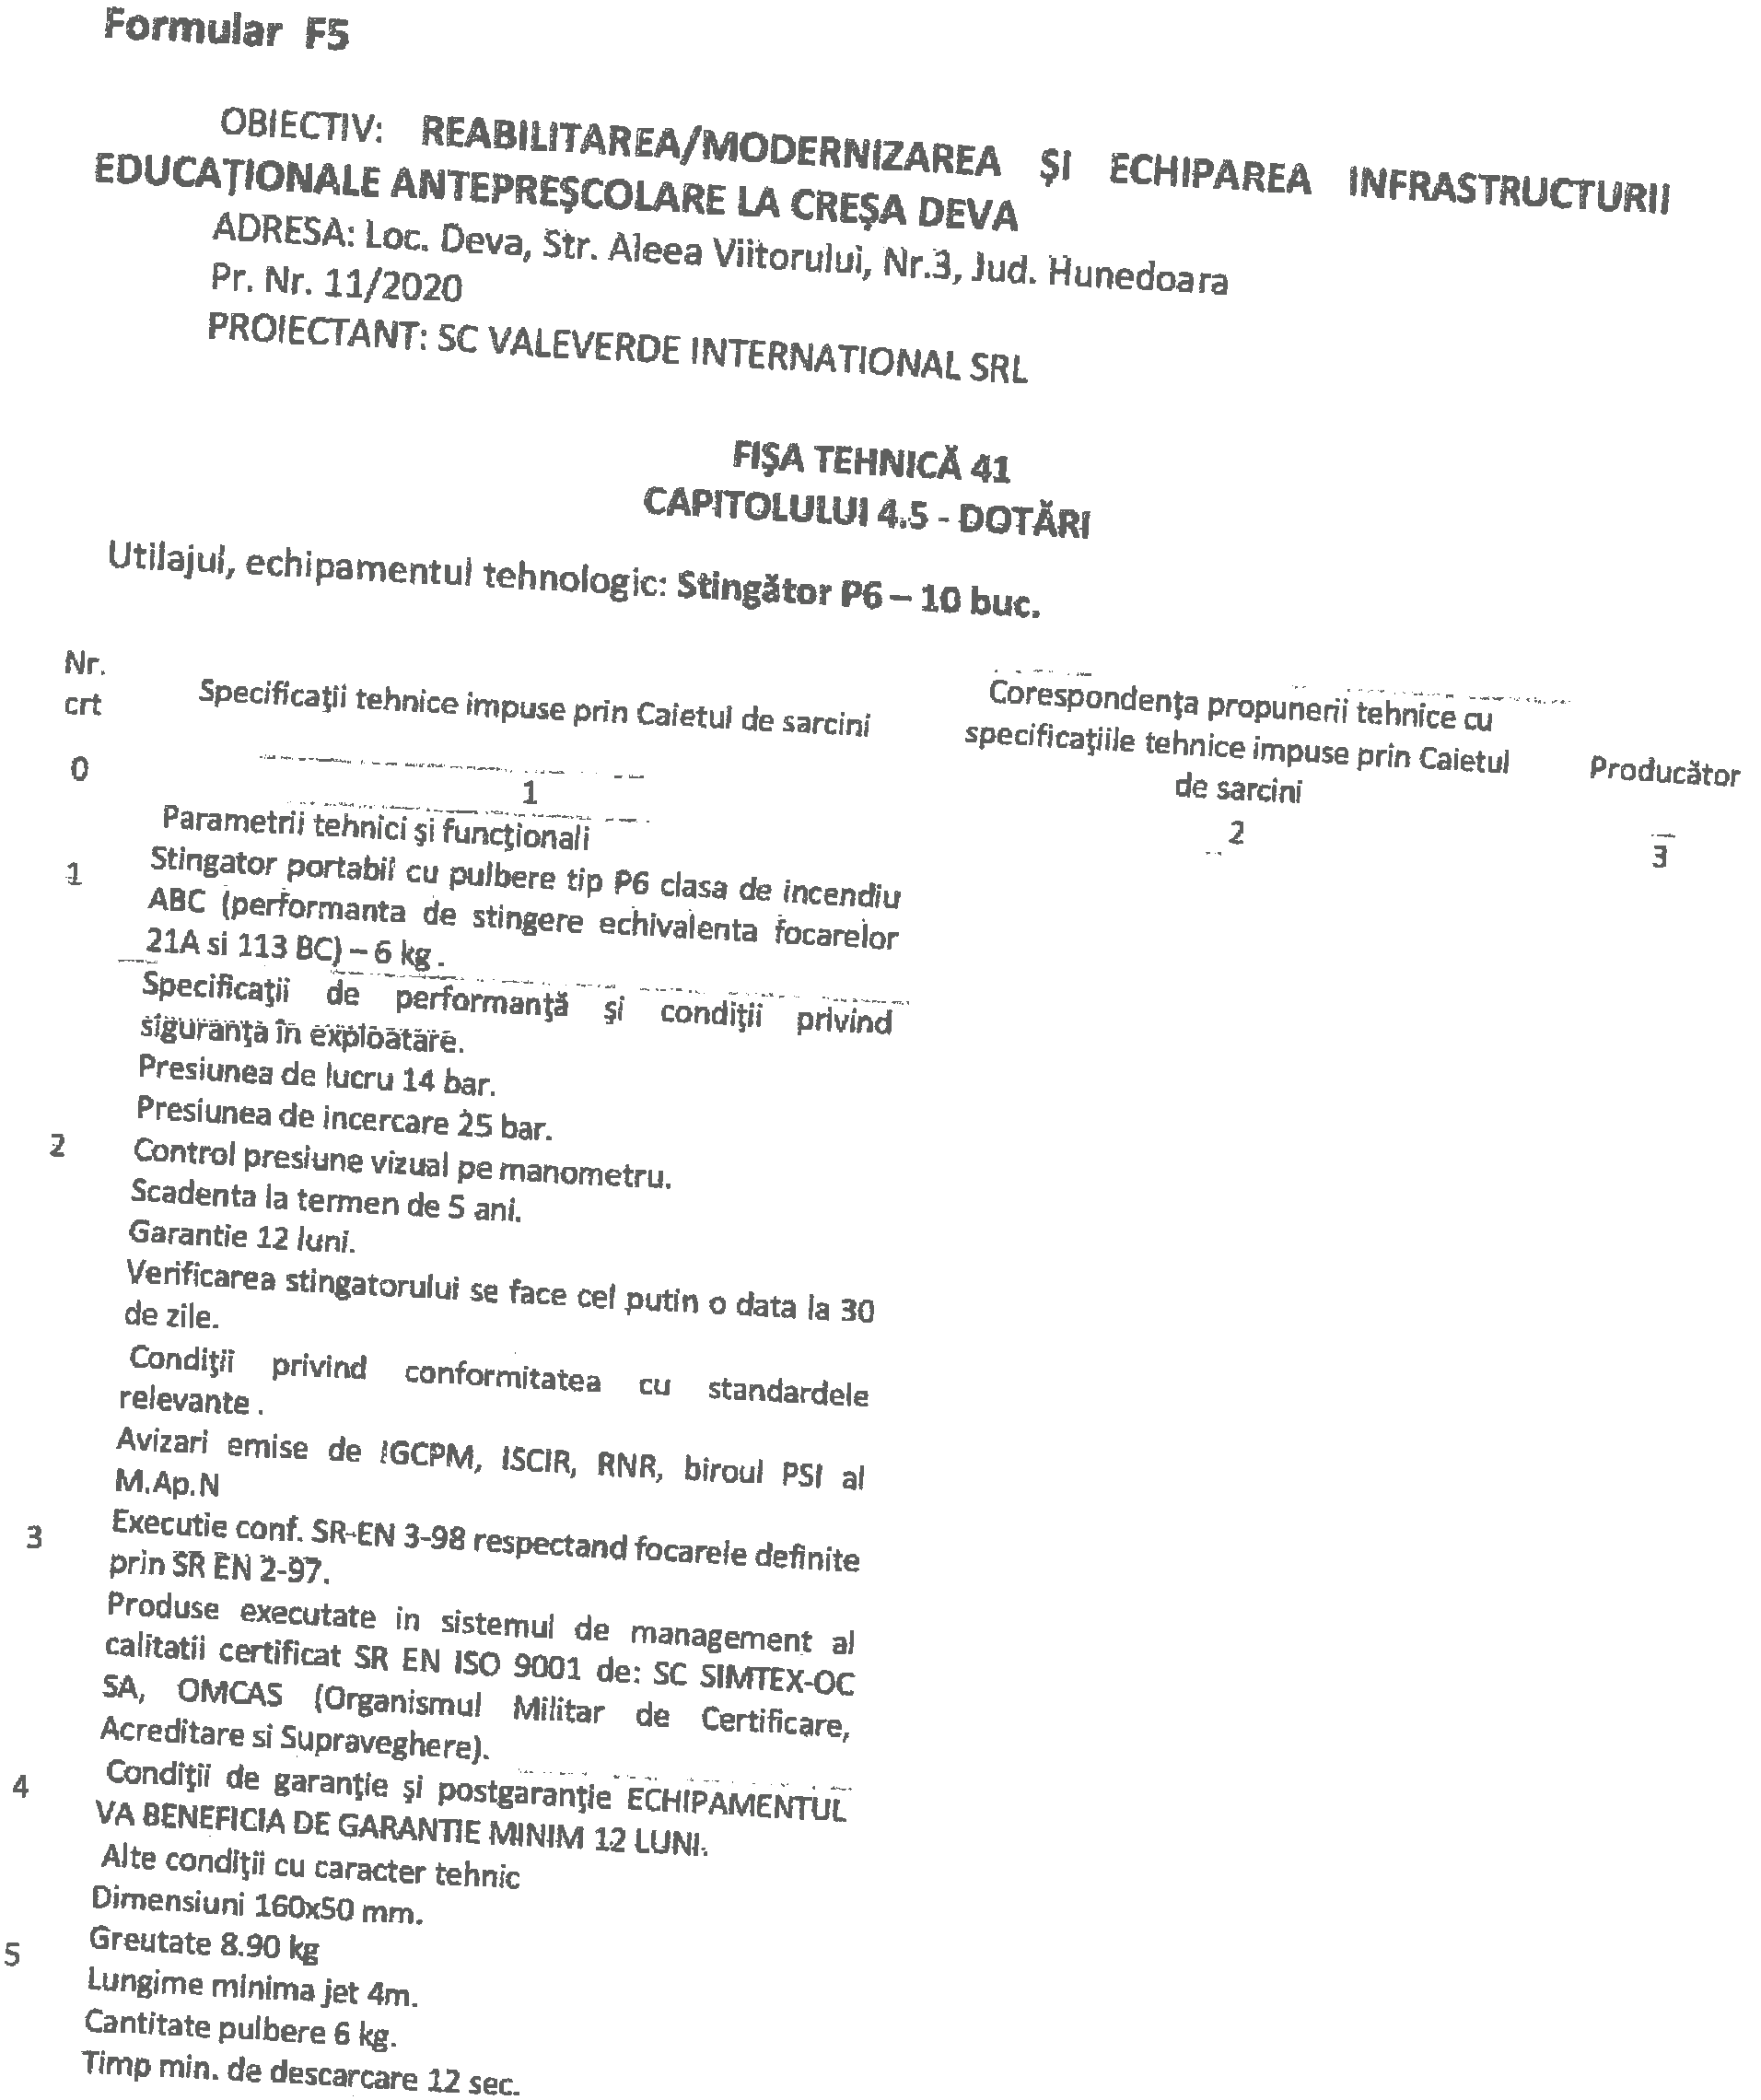 Formular F5
OBIECTIV: REABILITAREA/MODERNIZAREA ŞI ECHIPAREA INFRASTRUCTURII
EDUCAŢIONALE ANTEPREŞCOLARE LA CREŞA DEVA
ADRESA: Loc. Deva, Str. Aleea Viitorului, Nr.3, Jud. Hunedoara
Pr. Nr. 11/2020
PROIECTANT: SC VALEVERDE INTERNATIONAL SRL
FIŞA TEHNICĂ 41
CAPITOLULUI 4.5 - DOTĂRI
Utilajul, echipamentul tehnologic: Stingător P6 – 10 buc.
Nr.
crt
Specificaţii tehnice impuse prin Caietul de sarcini
Corespondenţa propunerii tehnice cu
specificaţiile tehnice impuse prin Caietul
de sarcini
Producător
0
1
2
3
Parametrii tehnici şi funcţionali
1
Stingator portabil cu pulbere tip P6 clasa de incendiu
ABC (performanta de stingere echivalenta focarelor
21A si 113 BC) – 6 kg .
Specificaţii de performanţă şi condiţii privind
siguranţa în exploatare.
Presiunea de lucru 14 bar.
Presiunea de incercare 25 bar.
2
Control presiune vizual pe manometru.
Scadenta la termen de 5 ani.
Garantie 12 luni.
Verificarea stingatorului se face cel putin o data la 30
de zile.
Condiţii privind conformitatea cu standardele
relevante .
Avizari emise de IGCPM, ISCIR, RNR, biroul PSI al
M.Ap.N
3
Executie conf. SR-EN 3-98 respectand focarele definite
prin SR EN 2-97.
Produse executate in sistemul de management al
calitatii certificat SR EN ISO 9001 de: SC SIMTEX-OC
SA, OMCAS (Organismul Militar de Certificare,
Acreditare si Supraveghere).
4
Condiţii de garanţie şi postgaranţie ECHIPAMENTUL
VA BENEFICIA DE GARANTIE MINIM 12 LUNI.
Alte condiţii cu caracter tehnic
Dimensiuni 160x50 mm.
5
Greutate 8.90 kg
Lungime minima jet 4m.
Cantitate pulbere 6 kg.
Timp min. de descarcare 12 sec.